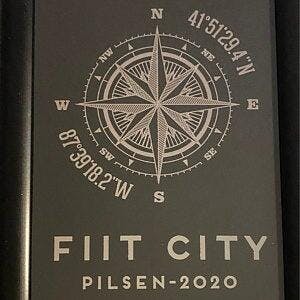 N
41°51'29.4"N
NW
NE
W
E
SW
SE
87°39'18.2"W
S
FIIT CITY
PILSEN-2020